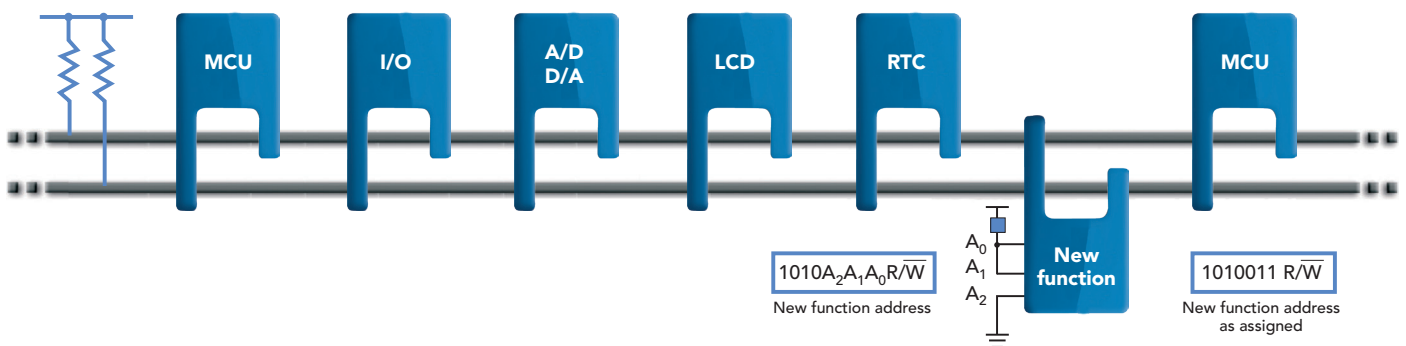 MCU
I/O
A/D
D/A
LCD
RTC
MCU
A₀
A₁
A₂
New
function
1010A₂A₁A₀R/W̅
New function address
1010011 R/W̅
New function address
as assigned